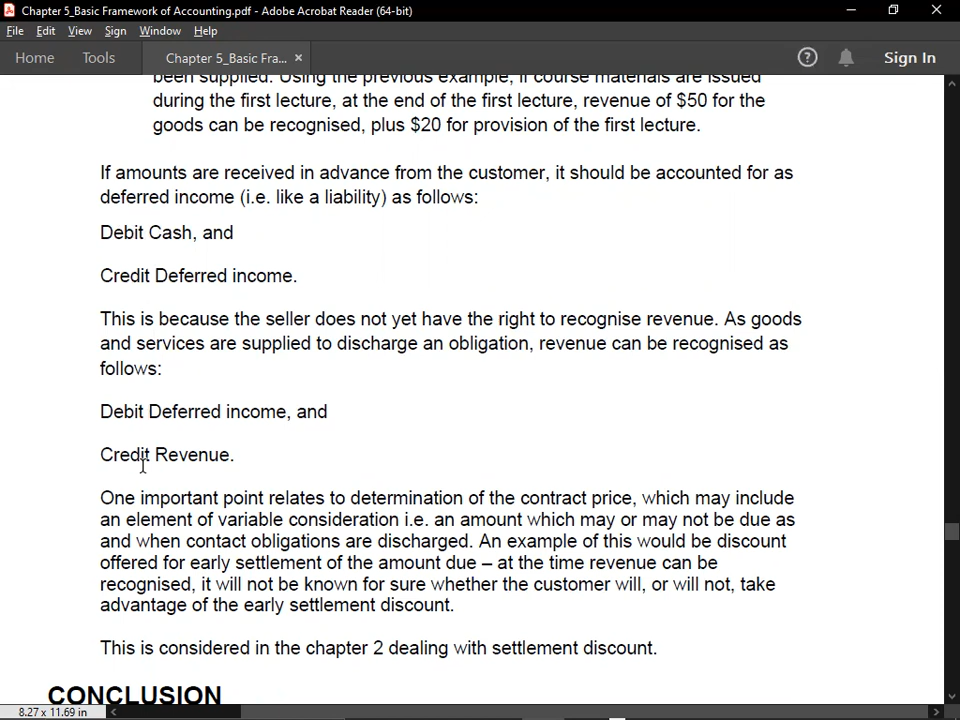 Chapter 5_Basic Framework of Accounting.pdf - Adobe Acrobat Reader (64-bit)
File Edit View Sign Window Help
Home Tools Chapter 5_Basic Fra... × Sign In
been supplied. Using the previous example, if course materials are issued
during the first lecture, at the end of the first lecture, revenue of $50 for the
goods can be recognised, plus $20 for provision of the first lecture.
If amounts are received in advance from the customer, it should be accounted for as
deferred income (i.e. like a liability) as follows:
Debit Cash, and
Credit Deferred income.
This is because the seller does not yet have the right to recognise revenue. As goods
and services are supplied to discharge an obligation, revenue can be recognised as
follows:
Debit Deferred income, and
Credit Revenue.
One important point relates to determination of the contract price, which may include
an element of variable consideration i.e. an amount which may or may not be due as
and when contact obligations are discharged. An example of this would be discount
offered for early settlement of the amount due – at the time revenue can be
recognised, it will not be known for sure whether the customer will, or will not, take
advantage of the early settlement discount.
This is considered in the chapter 2 dealing with settlement discount.
CONCLUSION
8.27 x 11.69 in